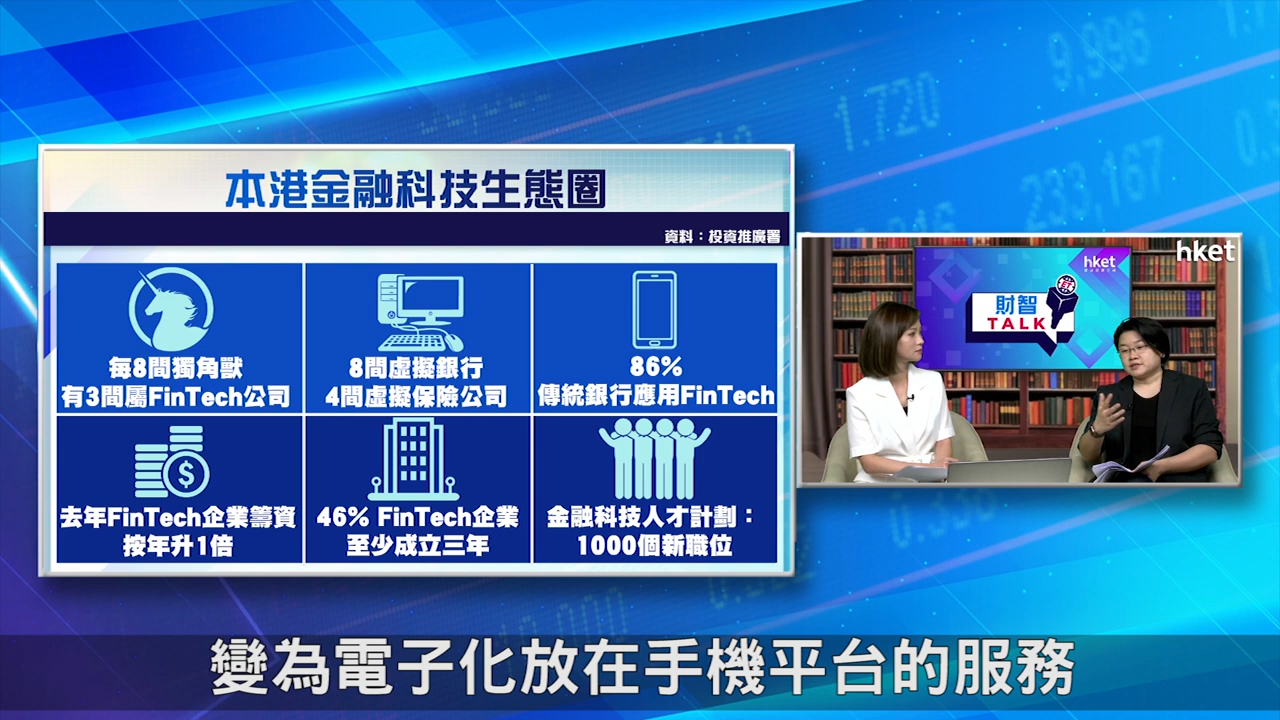 本港金融科技生態圈
資料：投資推廣署
每8間獨角獸
有3間屬FinTech公司
8間虛擬銀行
4間虛擬保險公司
86%
傳統銀行應用FinTech
去年FinTech企業籌資
按年升1倍
46% FinTech企業
至少成立三年
金融科技人才計劃：
1000個新職位
hket
hket
財智
TALK
9,996
1.720
233,167
變為電子化放在手機平台的服務